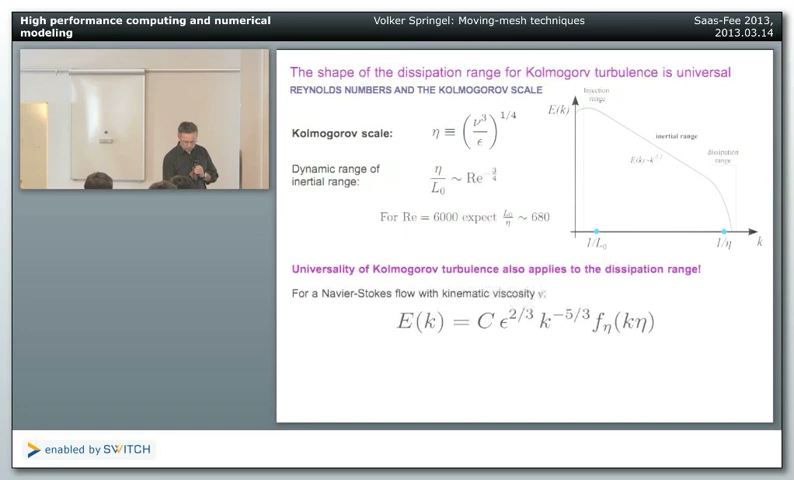 High performance computing and numerical
modeling
Volker Springel: Moving-mesh techniques
Saas-Fee 2013,
2013.03.14
The shape of the dissipation range for Kolmogorv turbulence is universal
REYNOLDS NUMBERS AND THE KOLMOGOROV SCALE
Kolmogorov scale:
η ≡ (ν³/ϵ)^1/4
Dynamic range of
inertial range:
η/L₀ ~ Re^-3/4
For Re = 6000 expect L₀/η ~ 680
Injection
range
E(k)
inertial range
dissipation
range
1/L₀
1/η
k
Universality of Kolmogorov turbulence also applies to the dissipation range!
For a Navier-Stokes flow with kinematic viscosity ν:
E(k) = C ϵ^2/3 k^-5/3 f_η(kη)
enabled by SWITCH